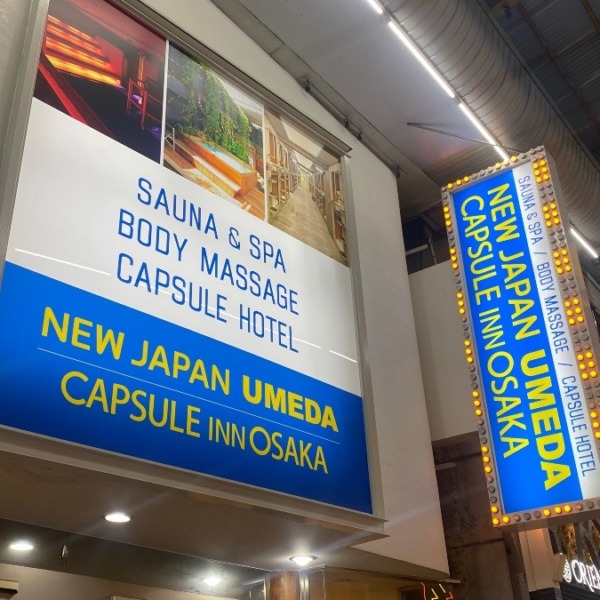 SAUNA & SPA
BODY MASSAGE
CAPSULE HOTEL
NEW JAPAN UMEDA
CAPSULE INN OSAKA
SAUNA & SPA / BODY MASSAGE / CAPSULE HOTEL
NEW JAPAN UMEDA
CAPSULE INN OSAKA